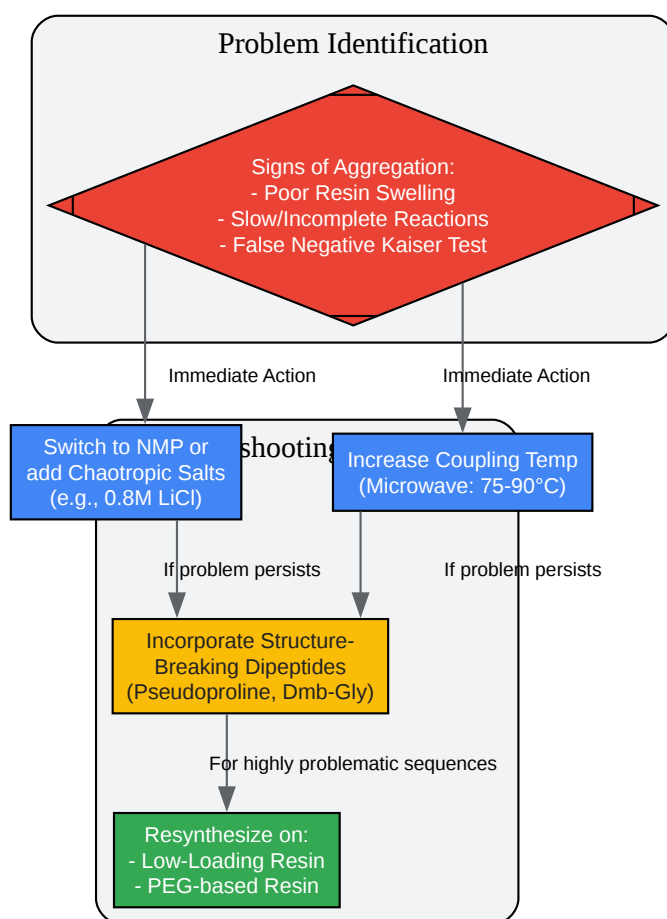 Problem Identification
Signs of Aggregation:
- Poor Resin Swelling
- Slow/Incomplete Reactions
- False Negative Kaiser Test
Immediate Action
Immediate Action
Switch to NMP or
add Chaotropic Salts
(e.g., 0.8M LiCl)
shooting
Increase Coupling Temp
(Microwave: 75-90°C)
If problem persists
If problem persists
Incorporate Structure-
Breaking Dipeptides
(Pseudoproline, Dmb-Gly)
For highly problematic sequences
Resynthesize on:
- Low-Loading Resin
- PEG-based Resin